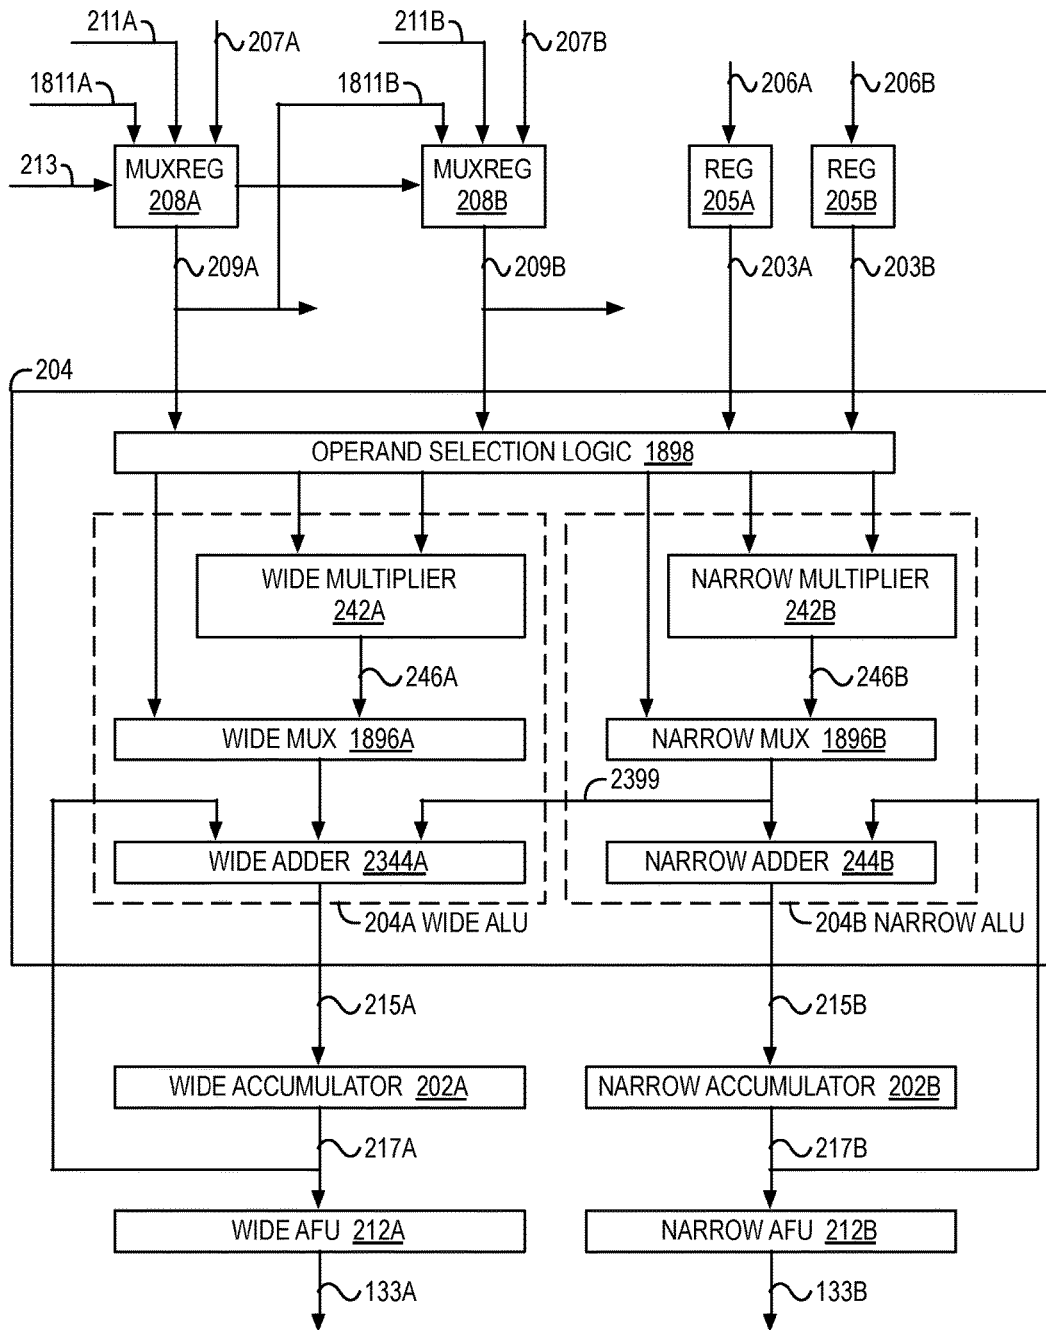 211A
211B
207A
207B
1811A
1811B
206A
206B
213
MUXREG
208A
MUXREG
208B
REG
205A
REG
205B
209A
209B
203A
203B
204
OPERAND SELECTION LOGIC 1898
WIDE MULTIPLIER
242A
NARROW MULTIPLIER
242B
246A
246B
WIDE MUX 1896A
NARROW MUX 1896B
2399
WIDE ADDER 2344A
NARROW ADDER 244B
204A WIDE ALU
204B NARROW ALU
215A
215B
WIDE ACCUMULATOR 202A
NARROW ACCUMULATOR 202B
217A
217B
WIDE AFU 212A
NARROW AFU 212B
133A
133B